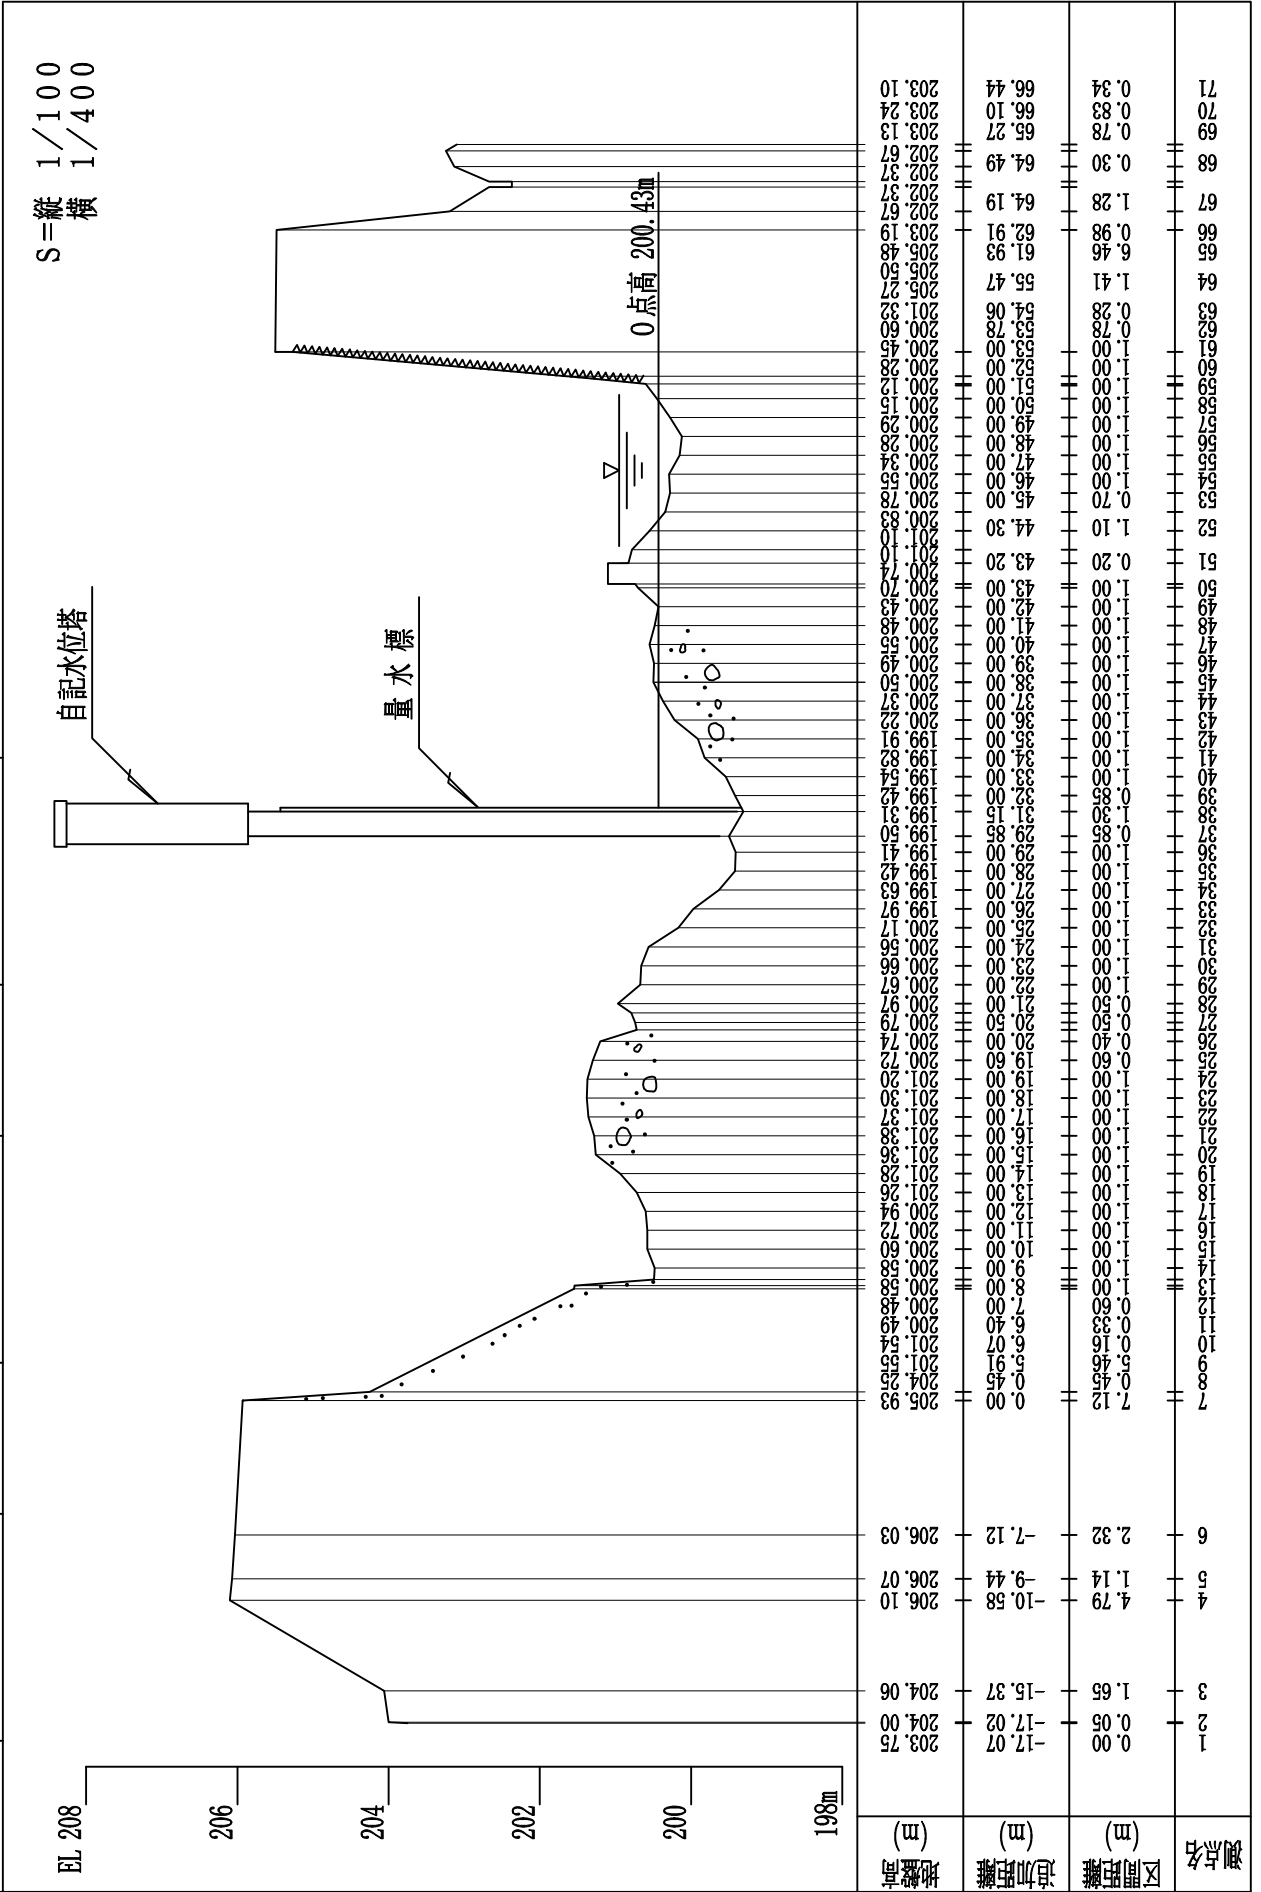 S=縦 1/100
横 1/400
自記水位塔
量水標
0点高 200.43m
EL 208
206
204
202
200
198m
地盤高 (m) 203.75 204.00 204.06 206.10 206.07 206.03 205.93 204.25 201.55 201.54 200.49 200.48 200.58 200.58 200.60 200.72 200.94 201.26 201.28 201.36 201.38 201.37 201.30 201.20 200.72 200.74 200.79 200.97 200.67 200.66 200.56 200.17 199.97 199.63 199.42 199.41 199.50 199.31 199.42 199.54 199.82 199.91 200.22 200.37 200.50 200.49 200.55 200.48 200.43 200.70 200.74 201.10 201.10 200.83 200.78 200.55 200.34 200.28 200.29 200.15 200.12 200.28 200.45 200.60 201.32 205.27 205.50 205.48 203.19 202.67 202.37 202.37 202.67 203.13 203.24 203.10
追加距離 (m) -17.07 -17.02 -15.37 -10.58 -9.44 -7.12 0.00 0.45 5.91 6.07 6.40 7.00 8.00 9.00 10.00 11.00 12.00 13.00 14.00 15.00 16.00 17.00 18.00 19.00 19.60 20.00 20.50 21.00 22.00 23.00 24.00 25.00 26.00 27.00 28.00 29.00 29.85 31.15 32.00 33.00 34.00 35.00 36.00 37.00 38.00 39.00 40.00 41.00 42.00 43.00 43.20 44.30 45.00 46.00 47.00 48.00 49.00 50.00 51.00 52.00 53.00 53.78 54.06 55.47 61.93 62.91 64.19 64.49 65.27 66.10 66.44
区間距離 (m) 0.00 0.05 1.65 4.79 1.14 2.32 7.12 0.45 5.46 0.16 0.33 0.60 1.00 1.00 1.00 1.00 1.00 1.00 1.00 1.00 1.00 1.00 1.00 1.00 0.60 0.40 0.50 0.50 1.00 1.00 1.00 1.00 1.00 1.00 1.00 1.00 0.85 1.30 0.85 1.00 1.00 1.00 1.00 1.00 1.00 1.00 1.00 1.00 1.00 1.00 0.20 1.10 0.70 1.00 1.00 1.00 1.00 1.00 1.00 1.00 1.00 0.78 0.28 1.41 6.46 0.98 1.28 0.30 0.78 0.83 0.34
測点名 1 2 3 4 5 6 7 8 9 10 11 12 13 14 15 16 17 18 19 20 21 22 23 24 25 26 27 28 29 30 31 32 33 34 35 36 37 38 39 40 41 42 43 44 45 46 47 48 49 50 51 52 53 54 55 56 57 58 59 60 61 62 63 64 65 66 67 68 69 70 71